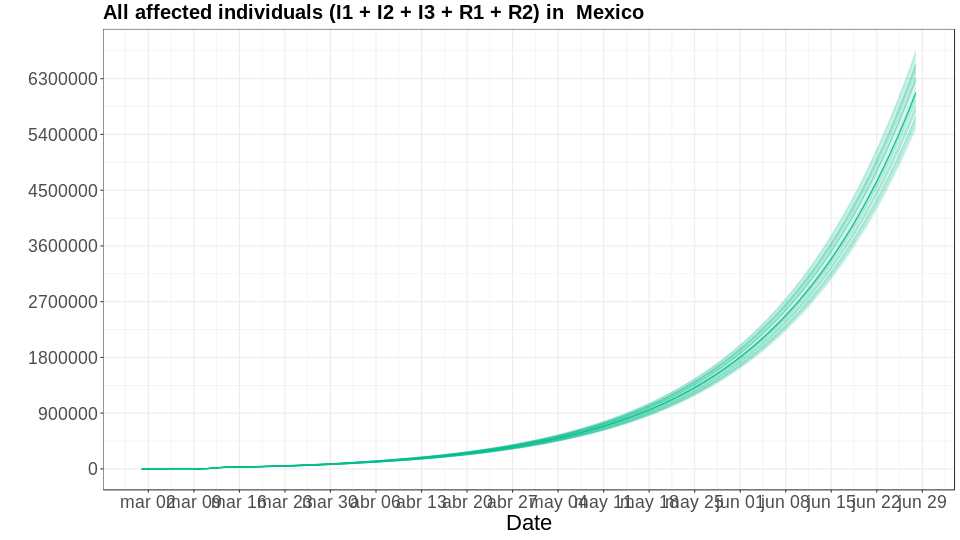 All affected individuals (I1 + I2 + I3 + R1 + R2) in  Mexico
6300000
5400000
4500000
3600000
2700000
1800000
900000
0
mar 02 mar 09 mar 16 mar 23 mar 30 abr 06 abr 13 abr 20 abr 27 may 04 may 11 may 18 may 25 jun 01 jun 08 jun 15 jun 22 jun 29
Date